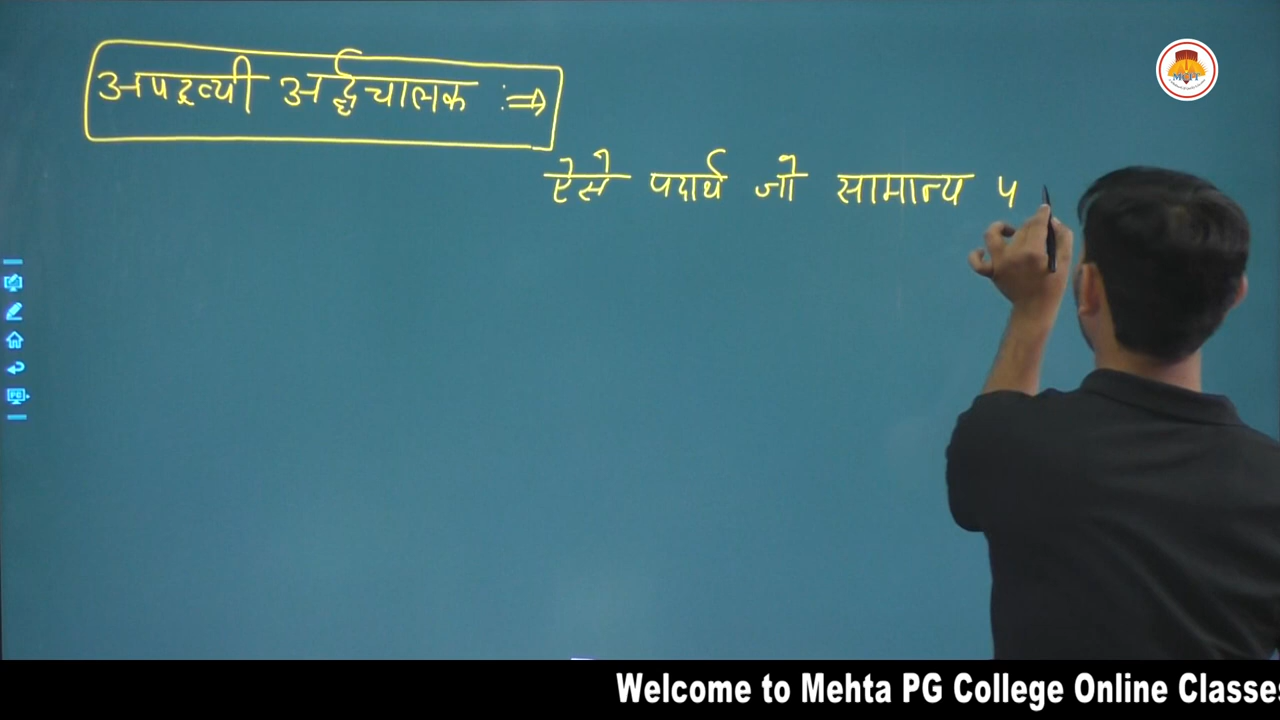 अपद्रव्यी अर्द्धचालक :⇒
ऐसे पदार्थ जो सामान्य प
Welcome to Mehta PG College Online Classes